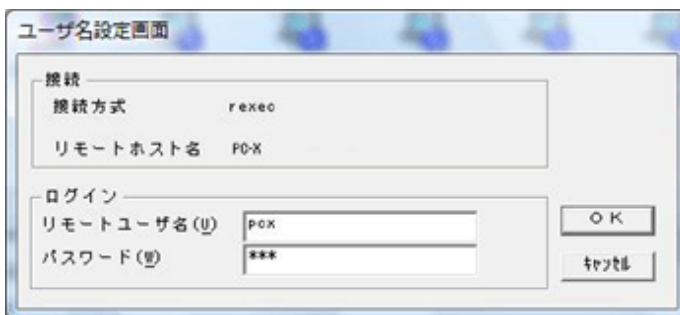 ユーザ名設定画面
接続
接続方式 rexec
リモートホスト名 PC-X
ログイン
リモートユーザ名(U) pcx
パスワード(W) ***
ＯＫ
ｷｬﾝｾﾙ